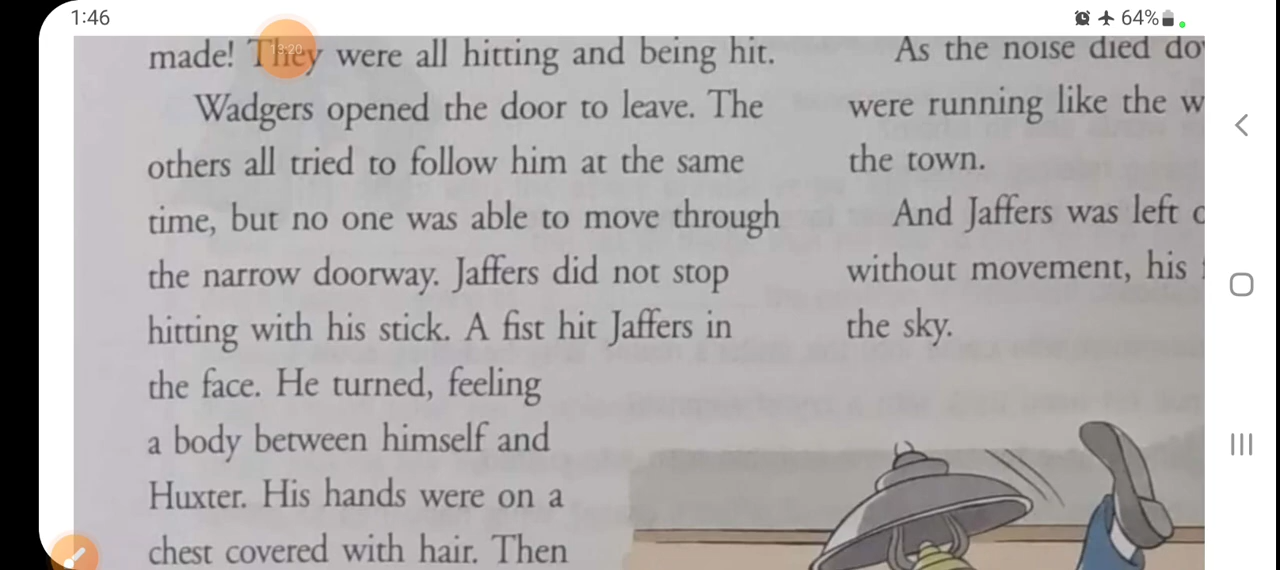 1:46
64%
made! They were all hitting and being hit.
13:20
Wadgers opened the door to leave. The
others all tried to follow him at the same
time, but no one was able to move through
the narrow doorway. Jaffers did not stop
hitting with his stick. A fist hit Jaffers in
the face. He turned, feeling
a body between himself and
Huxter. His hands were on a
chest covered with hair. Then
As the noise died do
were running like the w
the town.
And Jaffers was left
without movement, his
the sky.